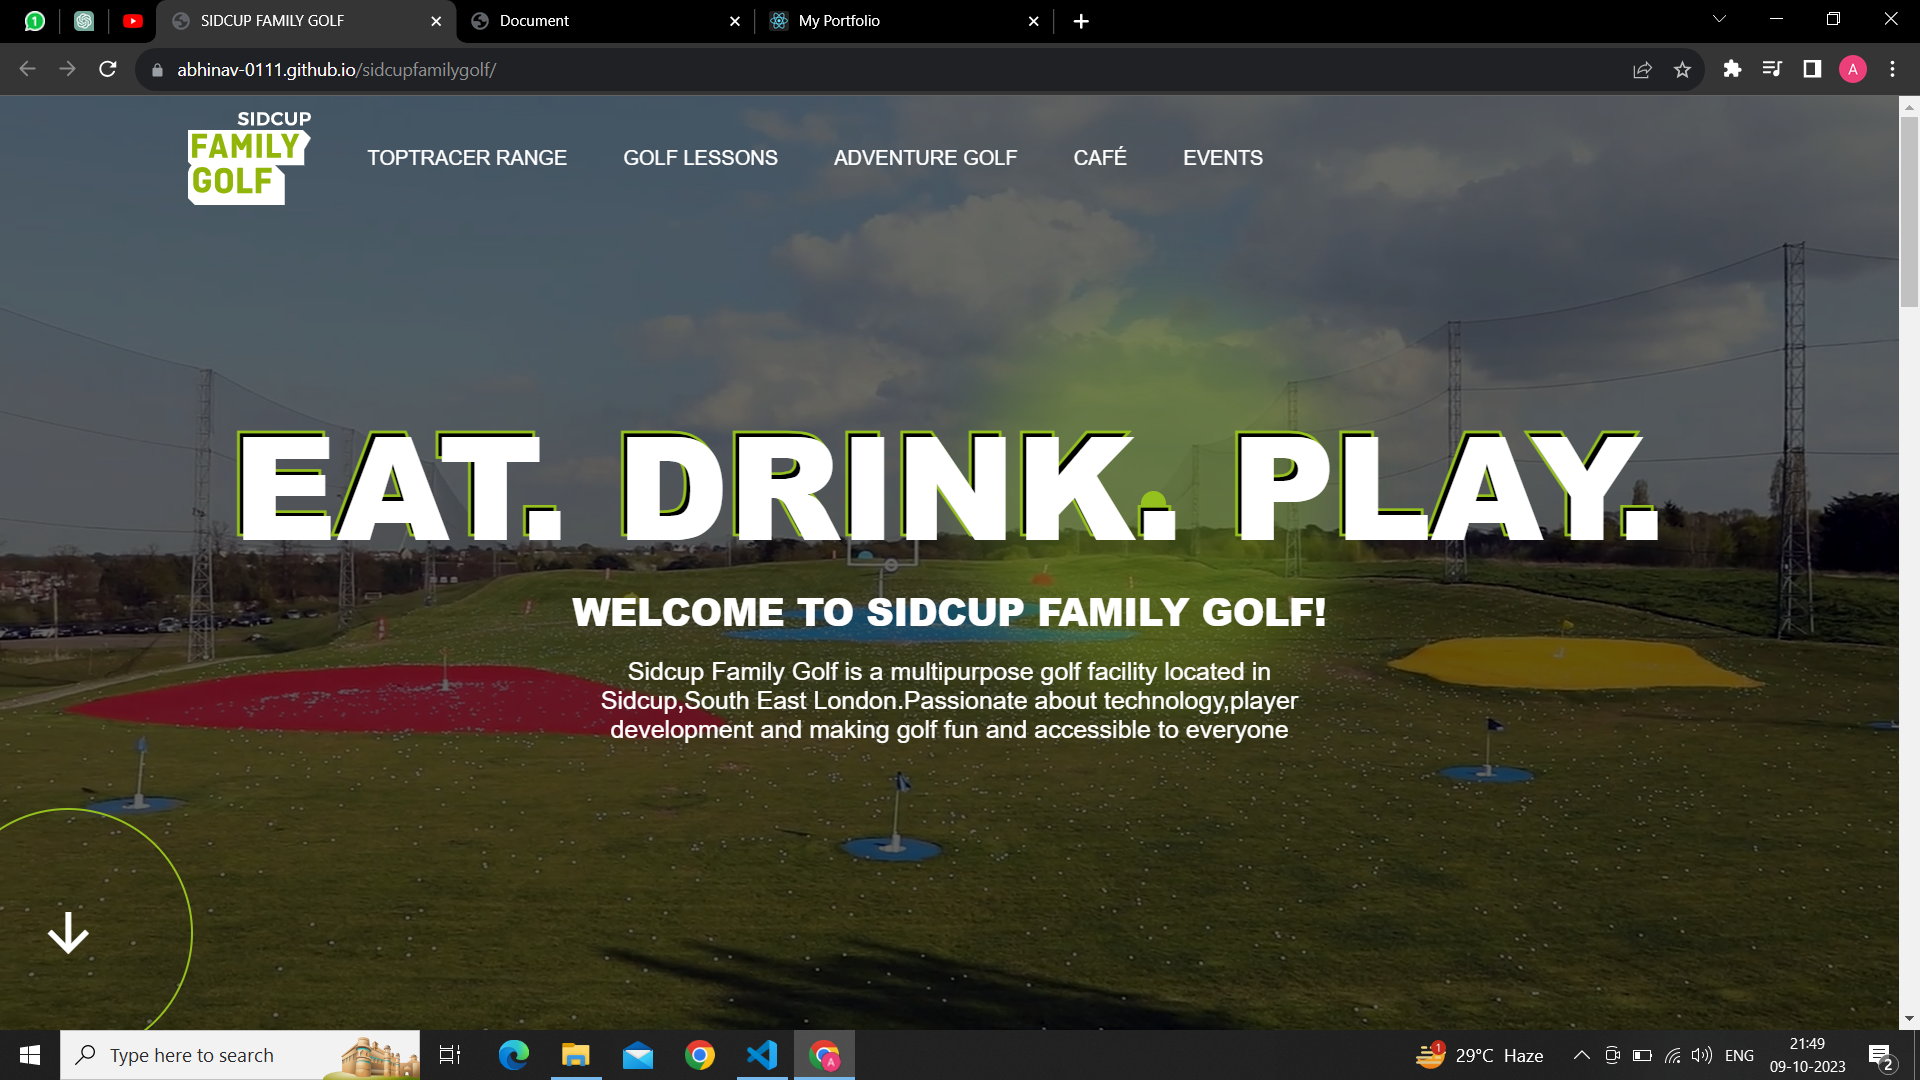 SIDCUP FAMILY GOLF
Document
My Portfolio
abhinav-0111.github.io/sidcupfamilygolf/
A
SIDCUP
FAMILY
GOLF
TOPTRACER RANGE
GOLF LESSONS
ADVENTURE GOLF
CAFÉ
EVENTS
EAT. DRINK. PLAY.
WELCOME TO SIDCUP FAMILY GOLF!
Sidcup Family Golf is a multipurpose golf facility located in
Sidcup,South East London.Passionate about technology,player
development and making golf fun and accessible to everyone
Type here to search
A
1
29°C Haze
ENG
21:49
09-10-2023
2